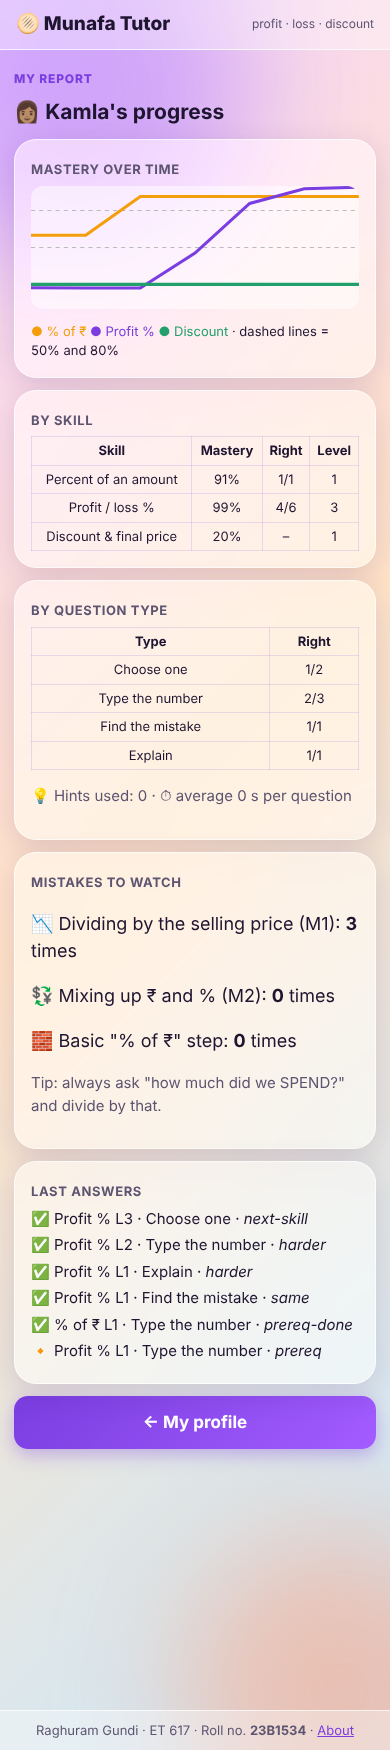 Munafa Tutor
profit · loss · discount
MY REPORT
👩🏽 Kamla's progress
MASTERY OVER TIME
● % of ₹ ● Profit % ● Discount · dashed lines =
50% and 80%
BY SKILL
Skill Mastery Right Level
Percent of an amount 91% 1/1 1
Profit / loss % 99% 4/6 3
Discount & final price 20% – 1
BY QUESTION TYPE
Type Right
Choose one 1/2
Type the number 2/3
Find the mistake 1/1
Explain 1/1
💡 Hints used: 0 · ⏱ average 0 s per question
MISTAKES TO WATCH
📉 Dividing by the selling price (M1): 3
times
💱 Mixing up ₹ and % (M2): 0 times
🧱 Basic "% of ₹" step: 0 times
Tip: always ask "how much did we SPEND?"
and divide by that.
LAST ANSWERS
✅ Profit % L3 · Choose one · next-skill
✅ Profit % L2 · Type the number · harder
✅ Profit % L1 · Explain · harder
✅ Profit % L1 · Find the mistake · same
✅ % of ₹ L1 · Type the number · prereq-done
🔸 Profit % L1 · Type the number · prereq
← My profile
Raghuram Gundi · ET 617 · Roll no. 23B1534 · About